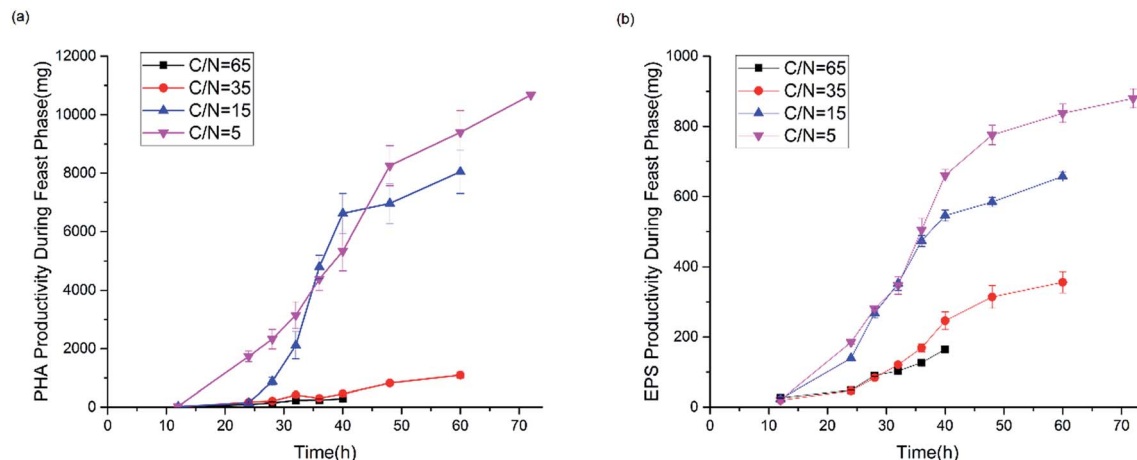 (a)
PHA Productivity During Feast Phase(mg)
12000
10000
8000
6000
4000
2000
0
C/N=65
C/N=35
C/N=15
C/N=5
0 10 20 30 40 50 60 70
Time(h)
(b)
EPS Productivity During Feast Phase(mg)
1000
800
600
400
200
0
C/N=65
C/N=35
C/N=15
C/N=5
0 10 20 30 40 50 60 70
Time(h)